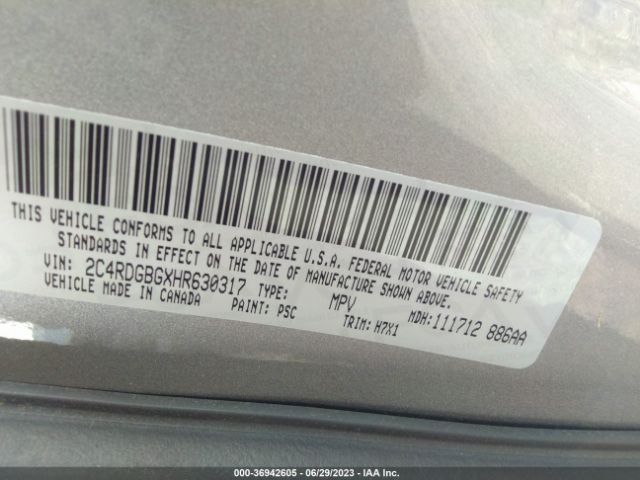 THIS VEHICLE CONFORMS TO ALL APPLICABLE U.S.A. FEDERAL MOTOR VEHICLE SAFETY
STANDARDS IN EFFECT ON THE DATE OF MANUFACTURE SHOWN ABOVE.
VIN: 2C4RDGBGXHR630317 TYPE: MPV MDH:111712 886AA
VEHICLE MADE IN CANADA PAINT: PSC TRIM: H7X1
000-36942605 - 06/29/2023 - IAA Inc.